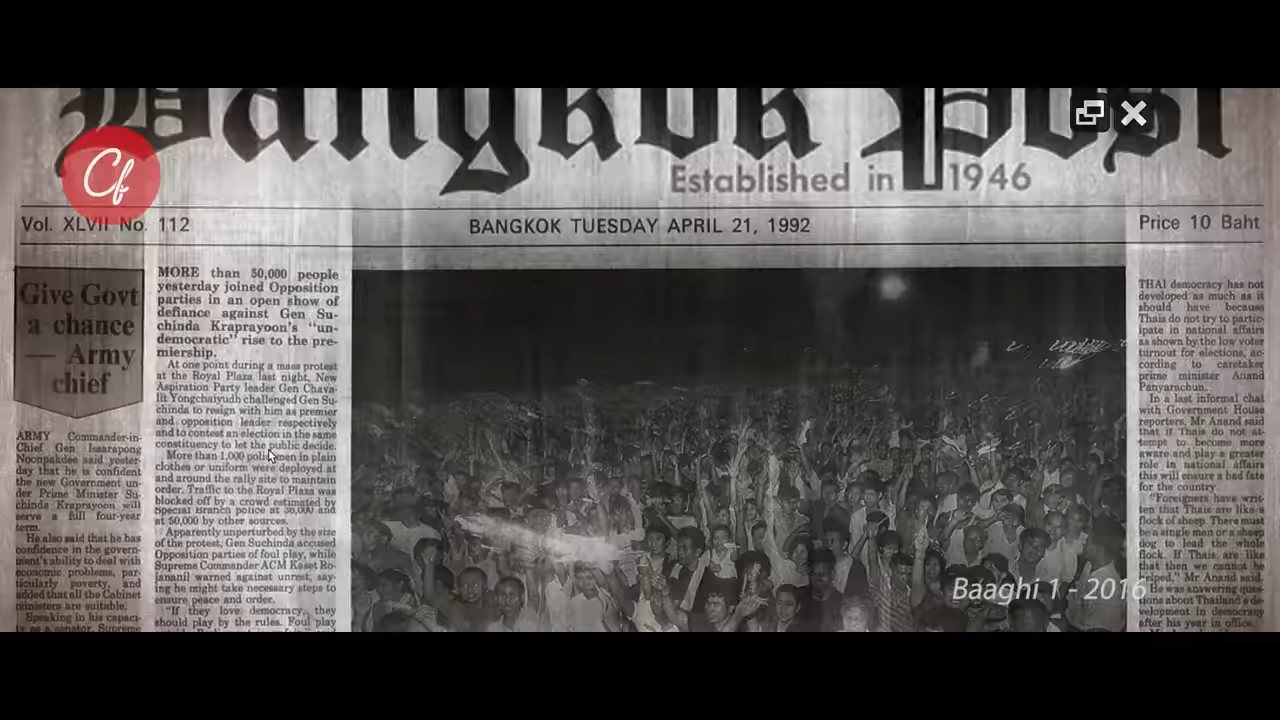 Bangkok Post
Cf
Established in 1946
Vol. XLVII No. 112
BANGKOK TUESDAY APRIL 21, 1992
Price 10 Baht
Give Govt
a chance
— Army
chief
ARMY Commander-in-
Chief Gen Issarapong
Noonpakdee said yester-
day that he is confident
the new Government un-
der Prime Minister Su-
chinda Kraprayoon will
serve a full four-year
term.
He also said that he has
confidence in the govern-
ment's ability to deal with
economic problems, par-
ticularly poverty, and
added that all the Cabinet
ministers are suitable.
Speaking in his capaci-
ty as a senator, Supreme
MORE than 50,000 people
yesterday joined Opposition
parties in an open show of
defiance against Gen Su-
chinda Kraprayoon's "un-
democratic" rise to the pre-
miership.
At one point during a mass protest
at the Royal Plaza last night, New
Aspiration Party leader Gen Chava-
lit Yongchaiyudh challenged Gen Su-
chinda to resign with him as premier
and opposition leader respectively
and to contest an election in the same
constituency to let the public decide.
More than 1,000 policemen in plain
clothes or uniform were deployed at
and around the rally site to maintain
order. Traffic to the Royal Plaza was
blocked off by a crowd estimated by
Special Branch police at 30,000 and
at 50,000 by other sources.
Apparently unperturbed by the size
of the protest, Gen Suchinda accused
Opposition parties of foul play, while
Supreme Commander ACM Kaset Ro-
jananil warned against unrest, say-
ing he might take necessary steps to
ensure peace and order.
"If they love democracy, they
should play by the rules. Foul play
THAI democracy has not
developed as much as it
should have because
Thais do not try to partic-
ipate in national affairs
as shown by the low voter
turnout for elections, ac-
cording to caretaker
prime minister Anand
Panyarachun.
In a last informal chat
with Government House
reporters, Mr Anand said
that if Thais do not at-
tempt to become more
aware and play a greater
role in national affairs
this will ensure a bad fate
for the country.
"Foreigners have writ-
ten that Thais are like a
flock of sheep. There must
be a single man or a sheep
dog to lead the whole
flock. If Thais are like
that then we cannot be
helped," Mr Anand said.
He was answering ques-
tions about Thailand's de-
velopment in democracy
after his year in office.
Baaghi 1 - 2016